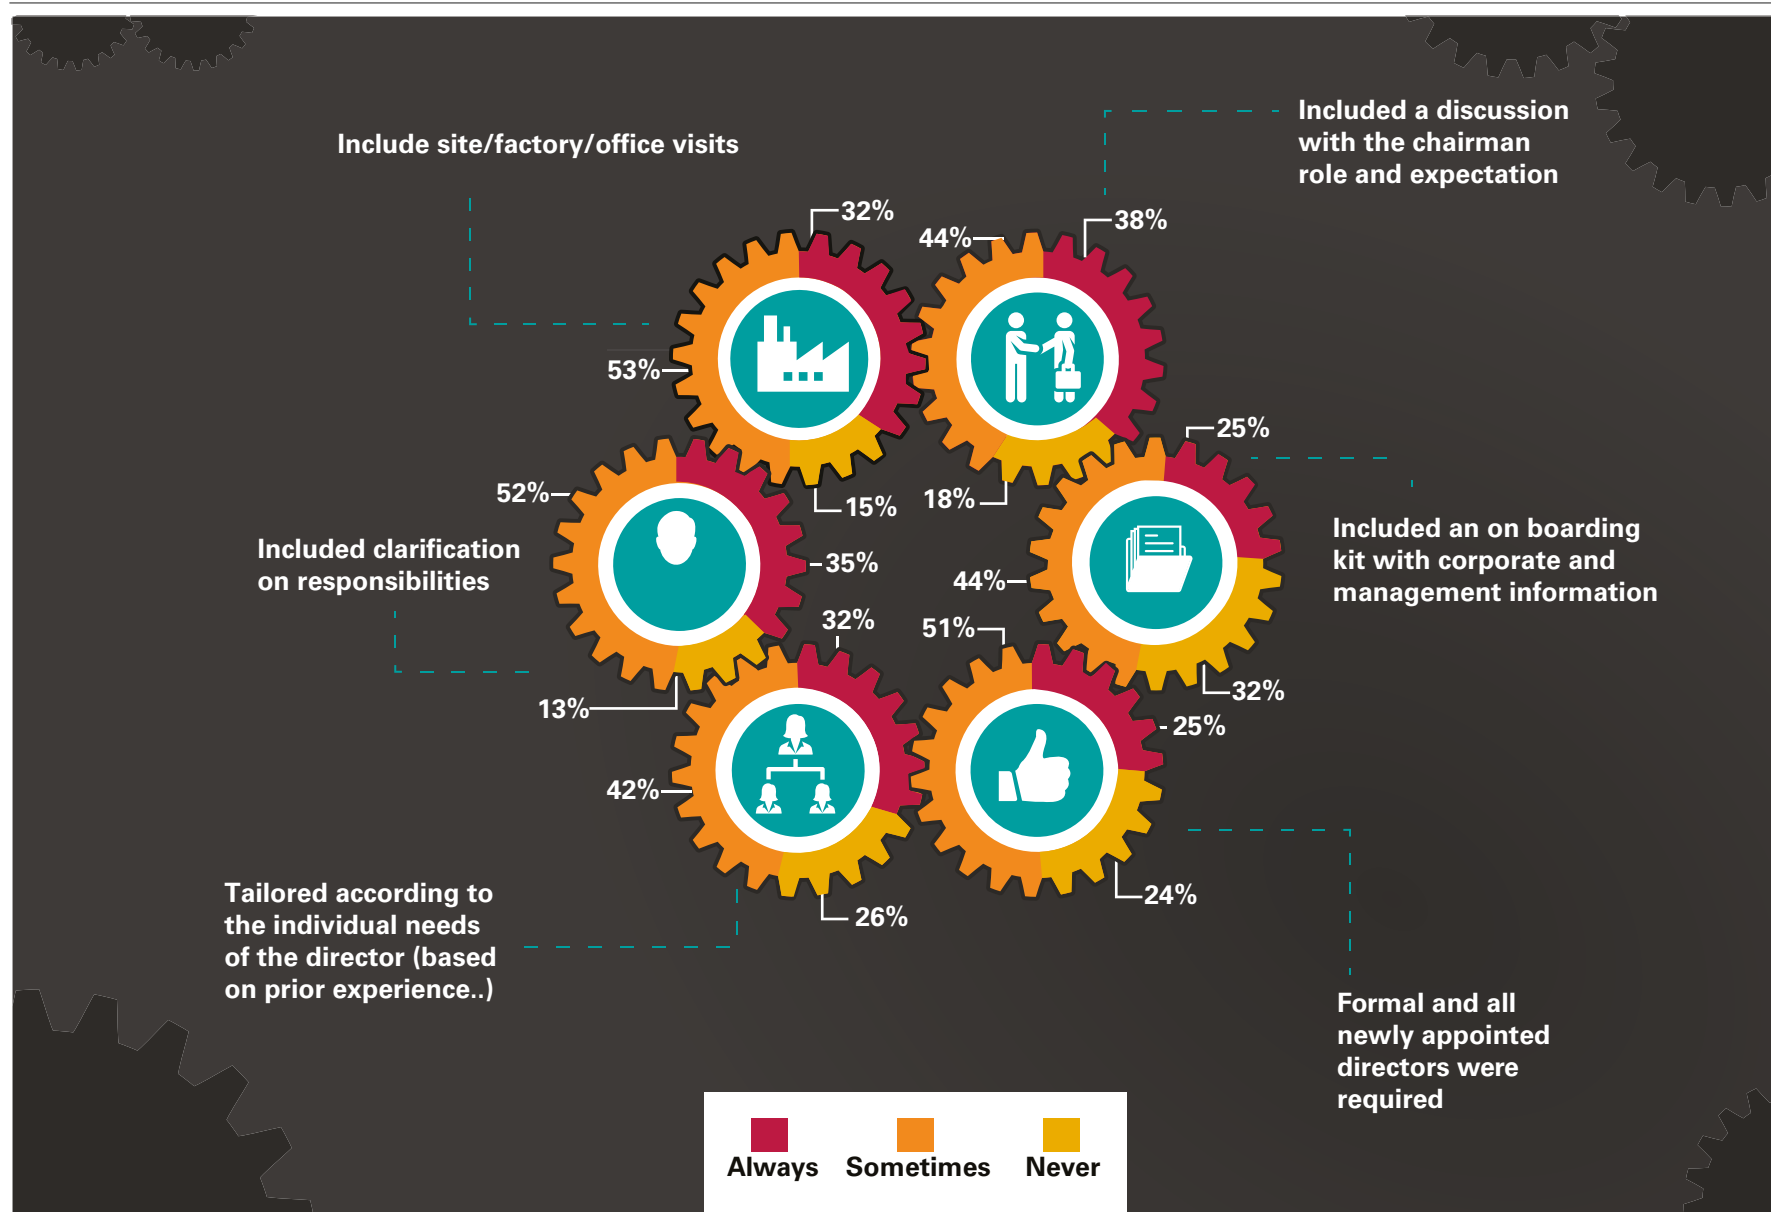 Include site/factory/office visits
Included a discussion
with the chairman
role and expectation
32%
44%
38%
53%
15%
18%
25%
52%
35%
Included clarification
on responsibilities
Included an on boarding
kit with corporate and
management information
44%
32%
51%
32%
13%
25%
42%
24%
26%
Tailored according to
the individual needs
of the director (based
on prior experience..)
Formal and all
newly appointed
directors were
required
Always
Sometimes
Never